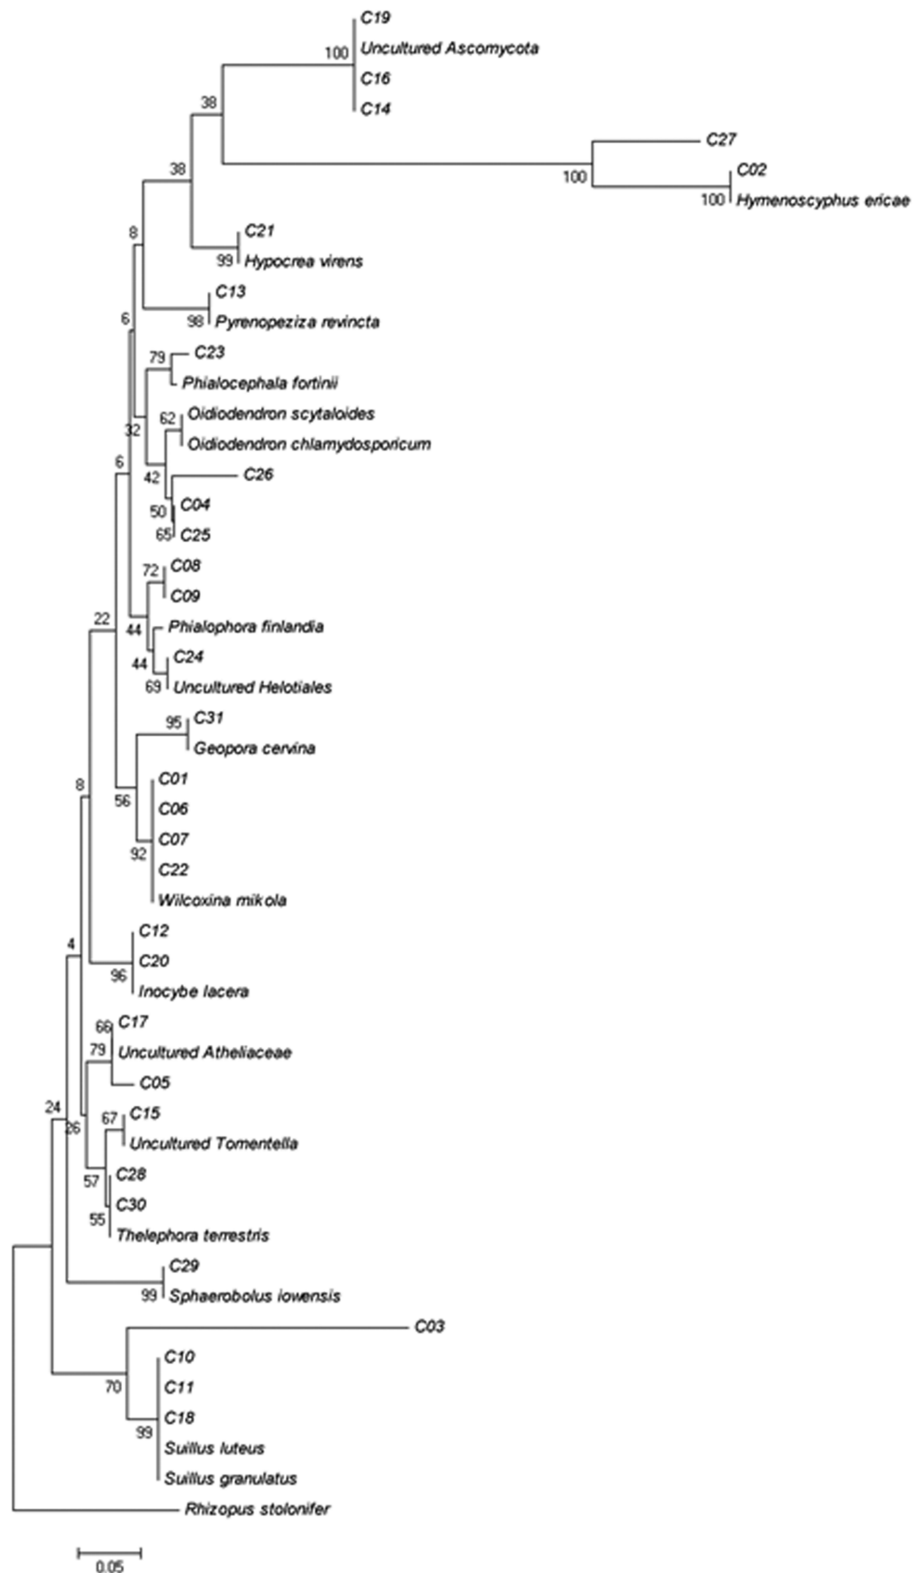 C19
100
Uncultured Ascomycota
C16
38
C14
C27
38
100
C02
100
Hymenoscyphus ericae
8
C21
99
Hypocrea virens
C13
6
98
Pyrenopeziza revincta
79
C23
Phialocephala fortinii
62
Oidiodendron scytaloides
32
Oidiodendron chlamydosporicum
6
42
C26
50
C04
65
C25
72
C08
C09
22
44
Phialophora finlandia
44
C24
69
Uncultured Helotiales
95
C31
Geopora cervina
8
C01
56
C06
C07
92
C22
Wilcoxina mikola
C12
4
C20
96
Inocybe lacera
66
C17
79
Uncultured Atheliaceae
C05
24
26
67
C15
Uncultured Tomentella
57
C28
C30
55
Thelephora terrestris
C29
99
Sphaerobolus iowensis
C03
C10
70
C11
C18
99
Suillus luteus
Suillus granulatus
Rhizopus stolonifer
0.05